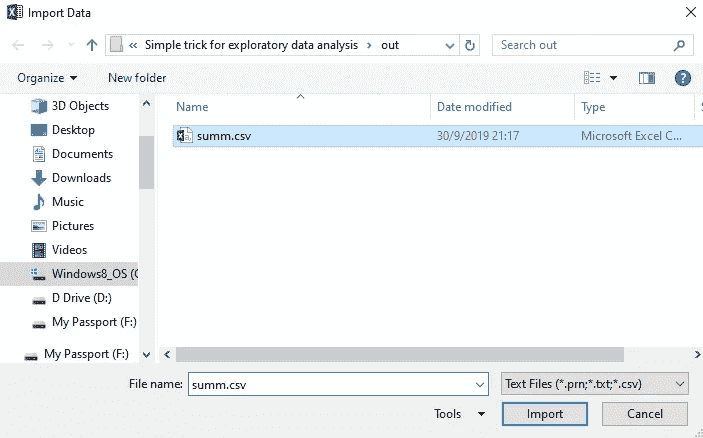 Import Data
« Simple trick for exploratory data analysis > out
Search out
Organize
New folder
?
Name
Date modified
Type
3D Objects
Desktop
Documents
Downloads
Music
Pictures
Videos
Windows8_OS (
D Drive (D:)
My Passport (F:)
My Passport (F:)
summ.csv
30/9/2019 21:17
Microsoft Excel C...
File name:
summ.csv
Text Files (*.prn;*.txt;*.csv)
Tools
Import
Cancel